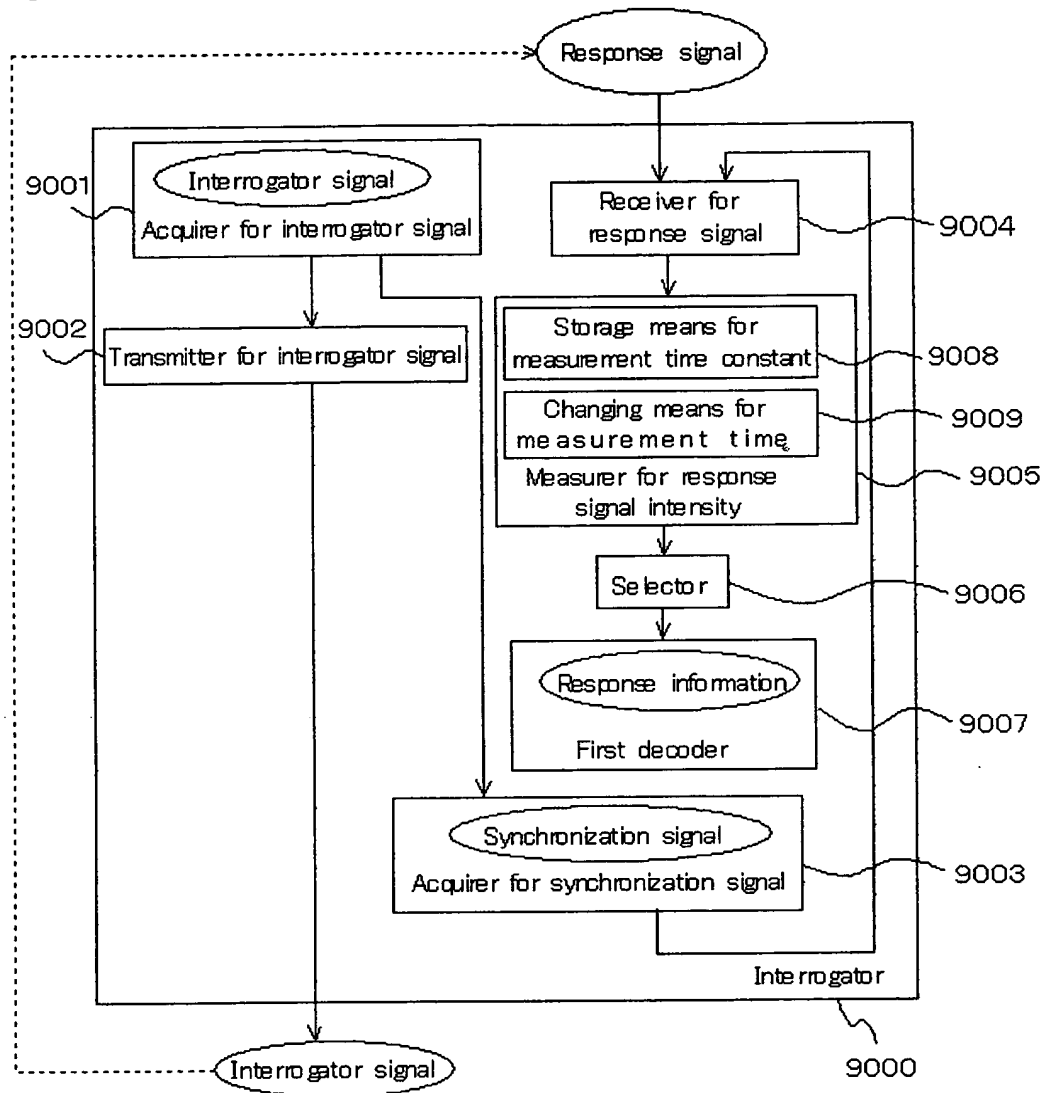 Response signal
9001
Interrogator signal
Acquirer for interrogator signal
Receiver for
response signal
9004
9002
Transmitter for interrogator signal
Storage means for
measurement time constant
9008
Changing means for
measurement time
9009
Measurer for response
signal intensity
9005
Selector
9006
Response information
First decoder
9007
Synchronization signal
Acquirer for synchronization signal
9003
Interrogator
Interrogator signal
9000